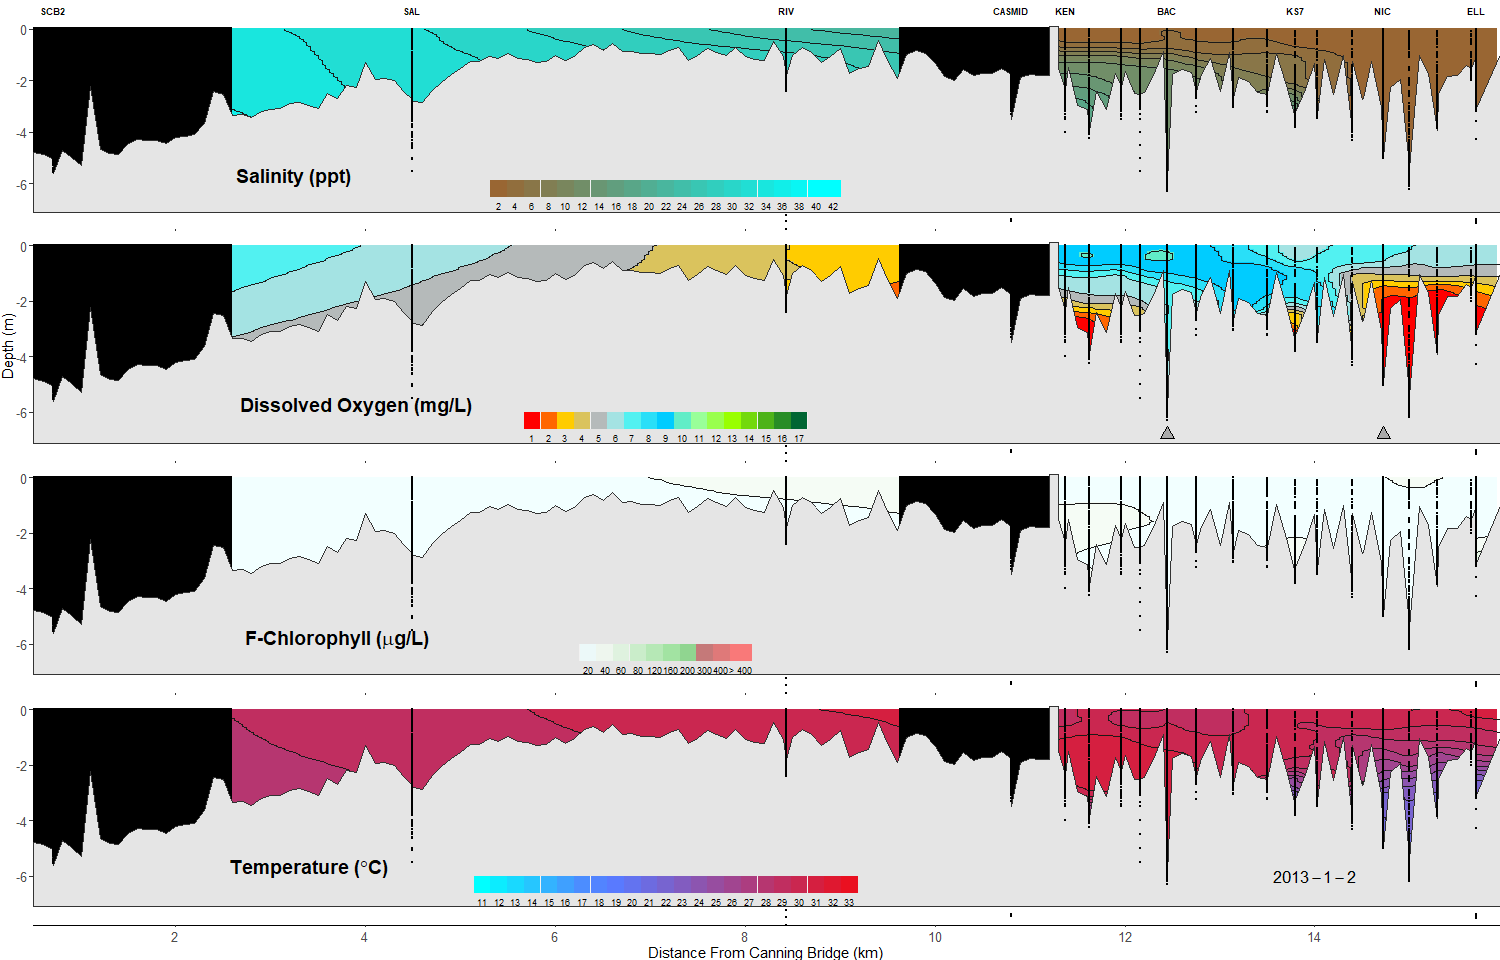 SCB2 SAL RIV CASMID KEN BAC KS7 NIC ELL
0
-2
-4
-6
Salinity (ppt)
2 4 6 8 10 12 14 16 18 20 22 24 26 28 30 32 34 36 38 40 42
0
-2
-4
-6
Depth (m)
Dissolved Oxygen (mg/L)
1 2 3 4 5 6 7 8 9 10 11 12 13 14 15 16 17
0
-2
-4
-6
F-Chlorophyll (µg/L)
20 40 60 80 120 160 200 300 400 > 400
0
-2
-4
-6
Temperature (°C)
11 12 13 14 15 16 17 18 19 20 21 22 23 24 25 26 27 28 29 30 31 32 33
2013 – 1 – 2
2 4 6 8 10 12 14
Distance From Canning Bridge (km)